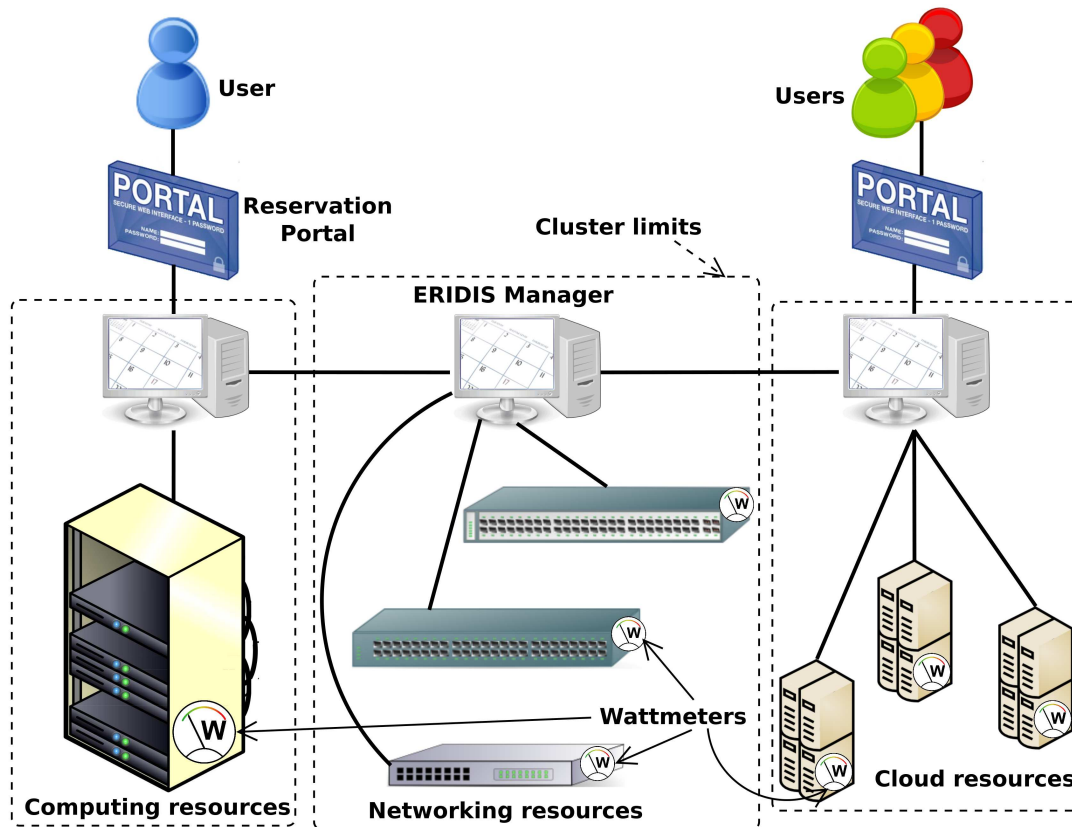 User
Users
PORTAL
SECURE WEB INTERFACE - 1 PASSWORD
NAME:
PASSWORD:
Reservation
Portal
PORTAL
SECURE WEB INTERFACE - 1 PASSWORD
NAME:
PASSWORD:
Cluster limits
ERIDIS Manager
W
W
W
W
W
W
W
Wattmeters
Computing resources
Networking resources
Cloud resources